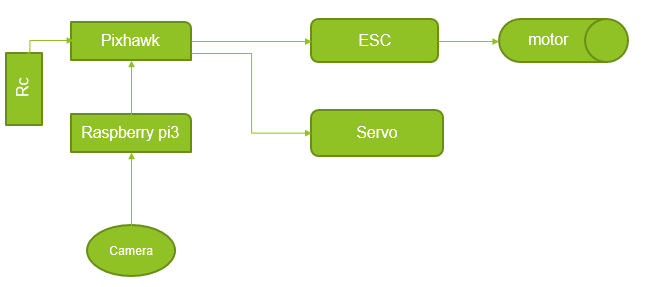 Pixhawk
ESC
motor
Rc
Raspberry pi3
Servo
Camera